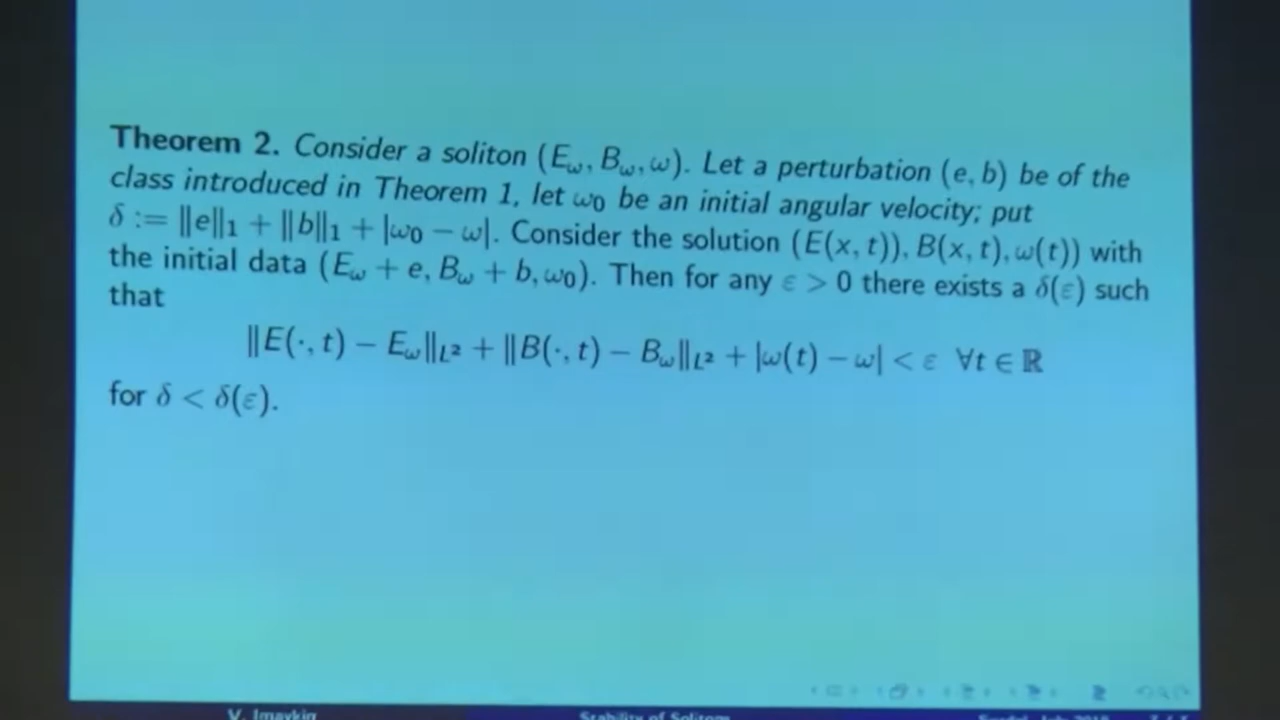 Theorem 2. Consider a soliton (E_ω, B_ω, ω). Let a perturbation (e, b) be of the
class introduced in Theorem 1, let ω₀ be an initial angular velocity; put
δ := ‖e‖₁ + ‖b‖₁ + |ω₀ − ω|. Consider the solution (E(x, t)), B(x, t), ω(t)) with
the initial data (E_ω + e, B_ω + b, ω₀). Then for any ε > 0 there exists a δ(ε) such
that
‖E(·, t) − E_ω‖_{L²} + ‖B(·, t) − B_ω‖_{L²} + |ω(t) − ω| < ε ∀t ∈ ℝ
for δ < δ(ε).
V. Imaykin Stability of Solitons